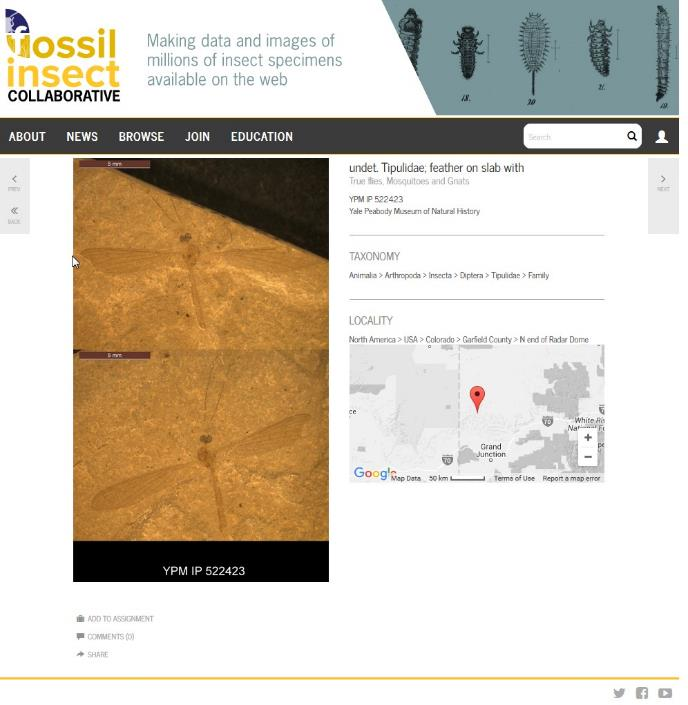 fossil
insect
COLLABORATIVE
Making data and images of
millions of insect specimens
available on the web
18.
20
21.
19.
ABOUT NEWS BROWSE JOIN EDUCATION
Search
PREV
BACK
NEXT
5 mm
5 mm
YPM IP 522423
undet. Tipulidae; feather on slab with
True flies, Mosquitoes and Gnats
YPM IP 522423
Yale Peabody Museum of Natural History
TAXONOMY
Animalia > Arthropoda > Insecta > Diptera > Tipulidae > Family
LOCALITY
North America > USA > Colorado > Garfield County > N end of Radar Dome
ce
White Riv
National Fo
Grand
Junction
70
70
+
−
Google Map Data 50 km Terms of Use Report a map error
ADD TO ASSIGNMENT
COMMENTS (0)
SHARE